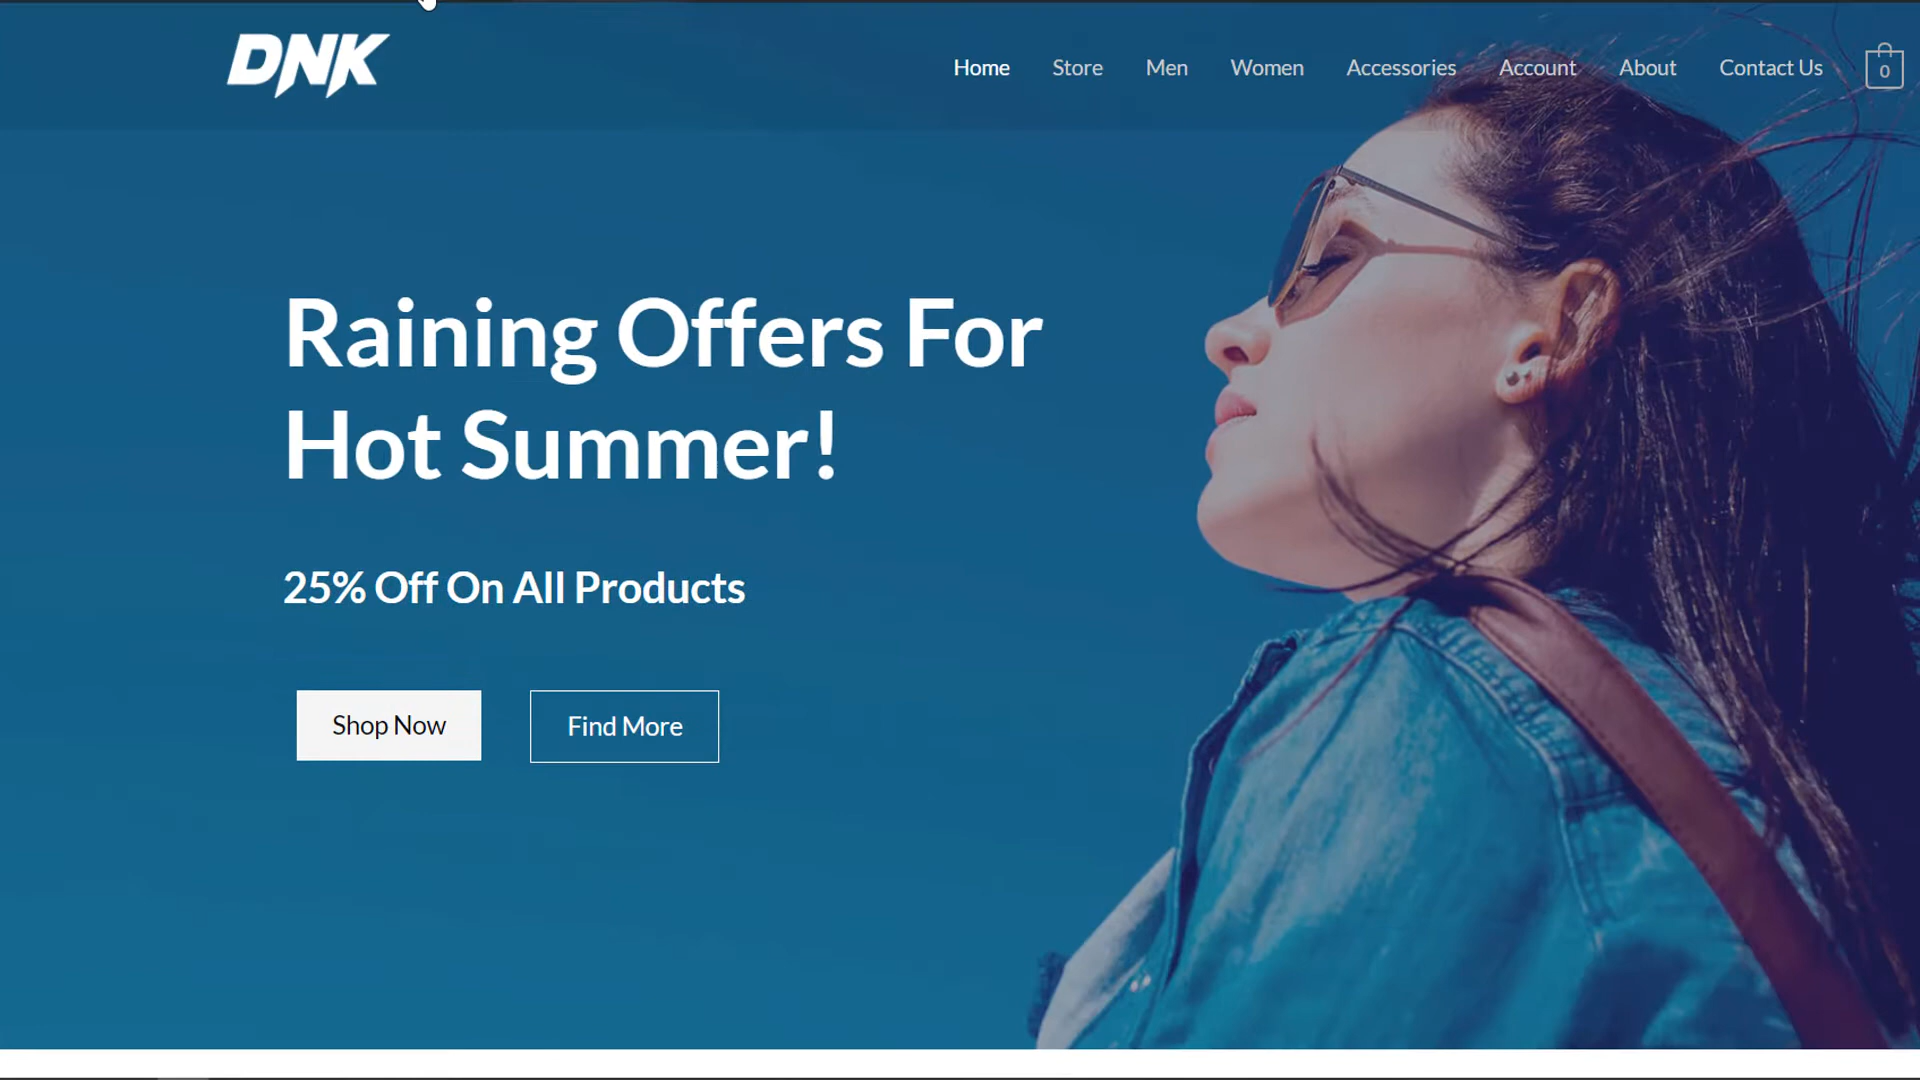 DNK
Home Store Men Women Accessories Account About Contact Us 0
Raining Offers For
Hot Summer!
25% Off On All Products
Shop Now Find More